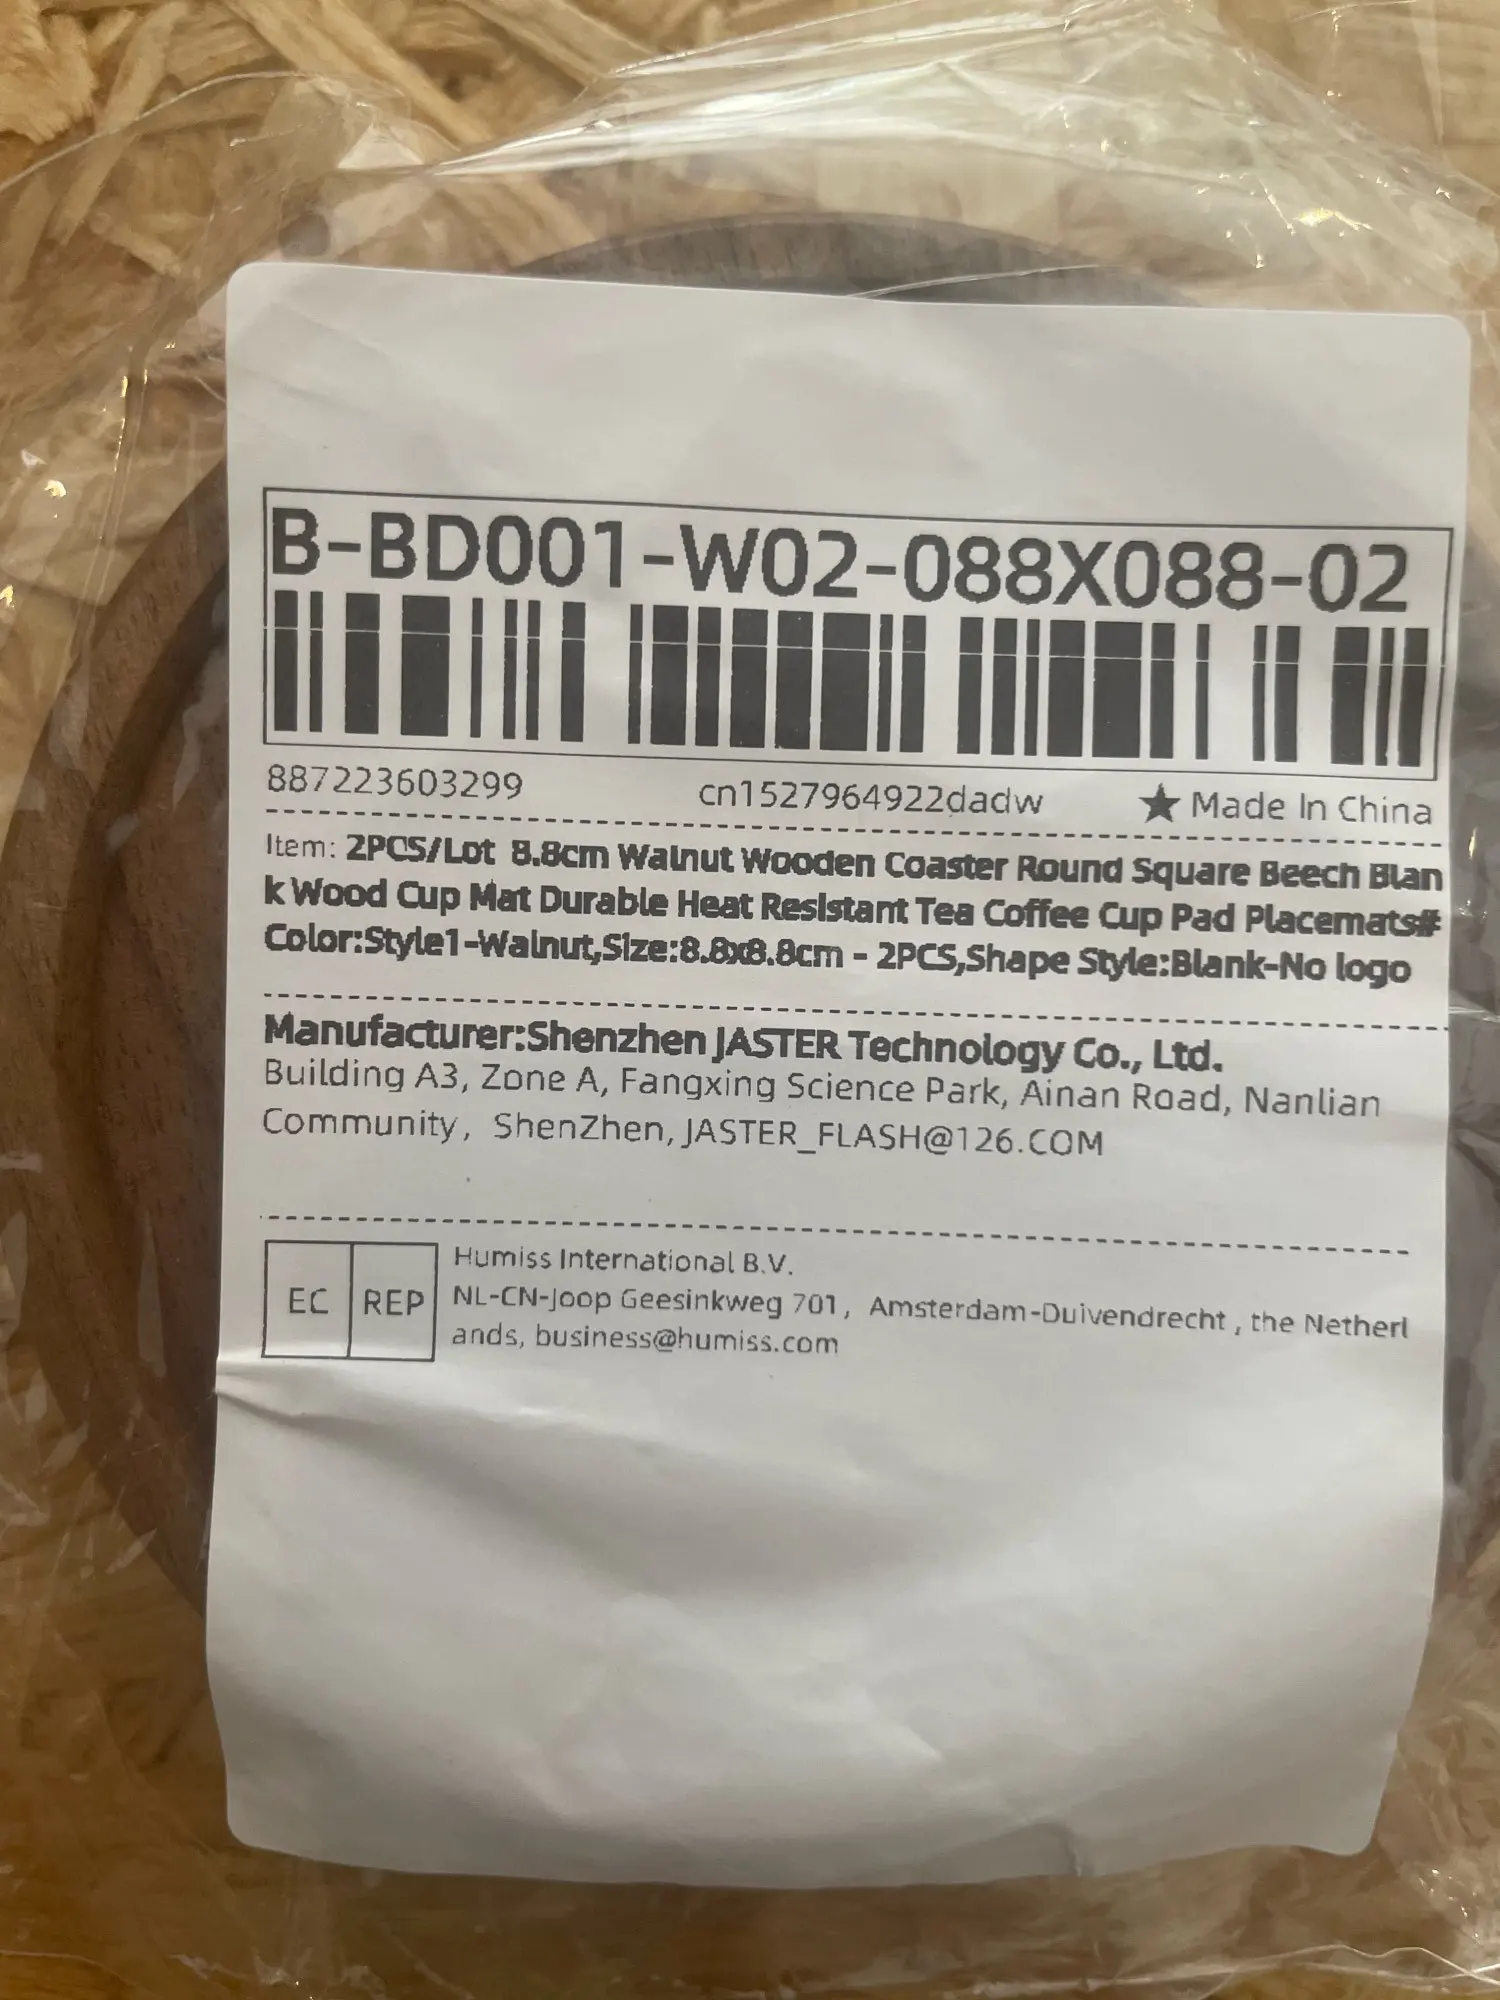 B-BD001-W02-088X088-02
887223603299 cn1527964922dadw ★ Made In China
Item: 2PCS/Lot 8.8cm Walnut Wooden Coaster Round Square Beech Blan
k Wood Cup Mat Durable Heat Resistant Tea Coffee Cup Pad Placemats#
Color:Style1-Walnut,Size:8.8x8.8cm - 2PCS,Shape Style:Blank-No logo
Manufacturer:Shenzhen JASTER Technology Co., Ltd.
Building A3, Zone A, Fangxing Science Park, Ainan Road, Nanlian
Community, ShenZhen, JASTER_FLASH@126.COM
EC REP
Humiss International B.V.
NL-CN-Joop Geesinkweg 701, Amsterdam-Duivendrecht , the Netherl
ands, business@humiss.com